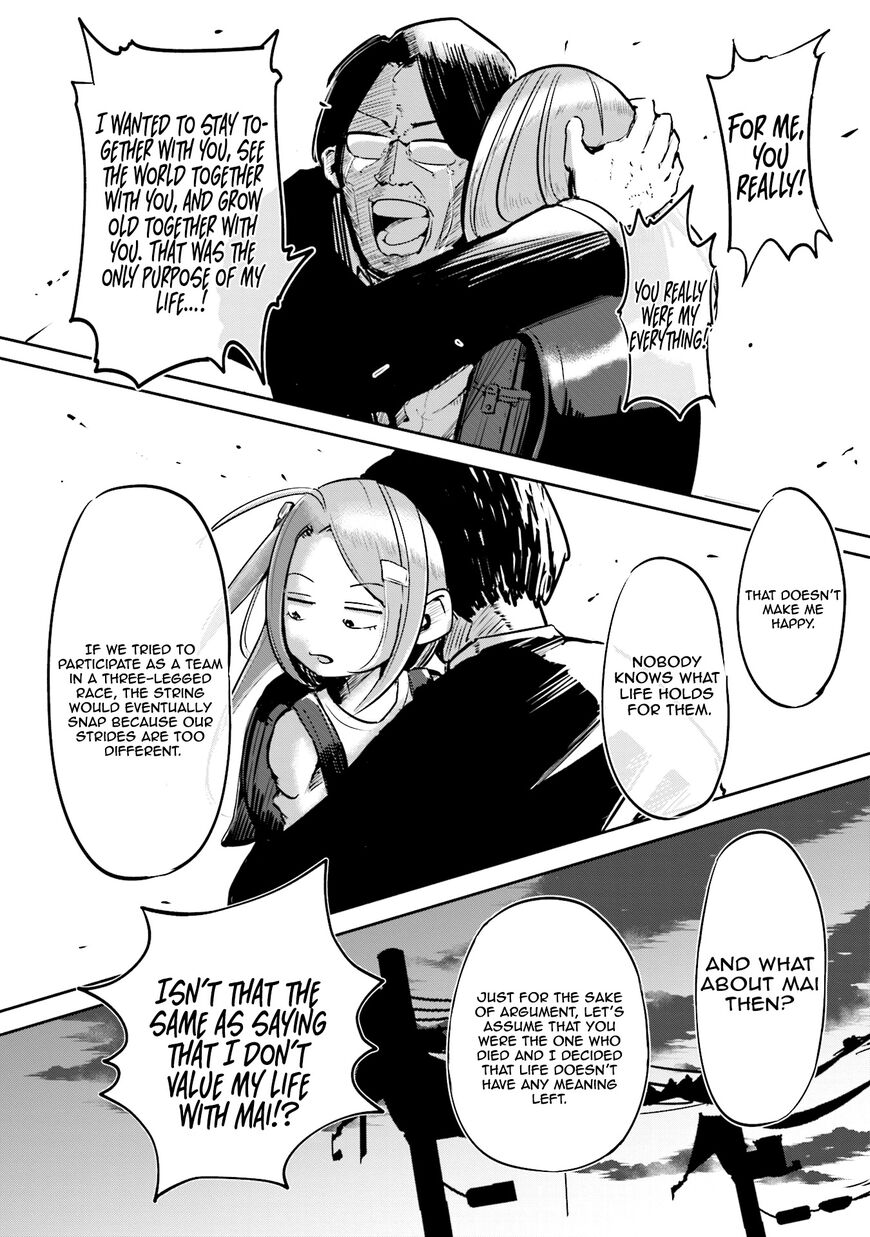 FOR ME,
YOU
REALLY!
YOU REALLY
WERE MY
EVERYTHING!
I WANTED TO STAY TO-
GETHER WITH YOU, SEE
THE WORLD TOGETHER
WITH YOU, AND GROW
OLD TOGETHER WITH
YOU. THAT WAS THE
ONLY PURPOSE OF MY
LIFE...!
THAT DOESN'T
MAKE ME
HAPPY.
NOBODY
KNOWS WHAT
LIFE HOLDS
FOR THEM.
IF WE TRIED TO
PARTICIPATE AS A TEAM
IN A THREE-LEGGED
RACE, THE STRING
WOULD EVENTUALLY
SNAP BECAUSE OUR
STRIDES ARE TOO
DIFFERENT.
AND WHAT
ABOUT MAI
THEN?
JUST FOR THE SAKE
OF ARGUMENT, LET'S
ASSUME THAT YOU
WERE THE ONE WHO
DIED AND I DECIDED
THAT LIFE DOESN'T
HAVE ANY MEANING
LEFT.
ISN'T THAT THE
SAME AS SAYING
THAT I DON'T
VALUE MY LIFE
WITH MAI!?